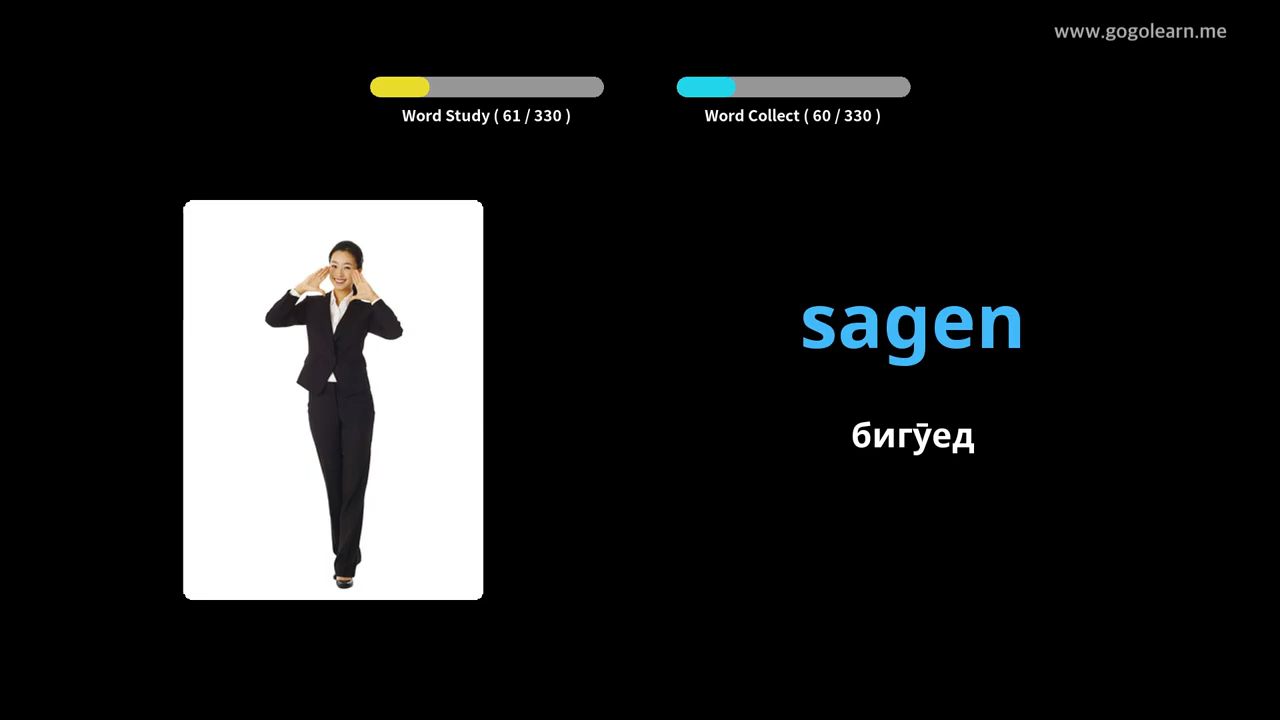 www.gogolearn.me
Word Study ( 61 / 330 )
Word Collect ( 60 / 330 )
sagen
бигӯед